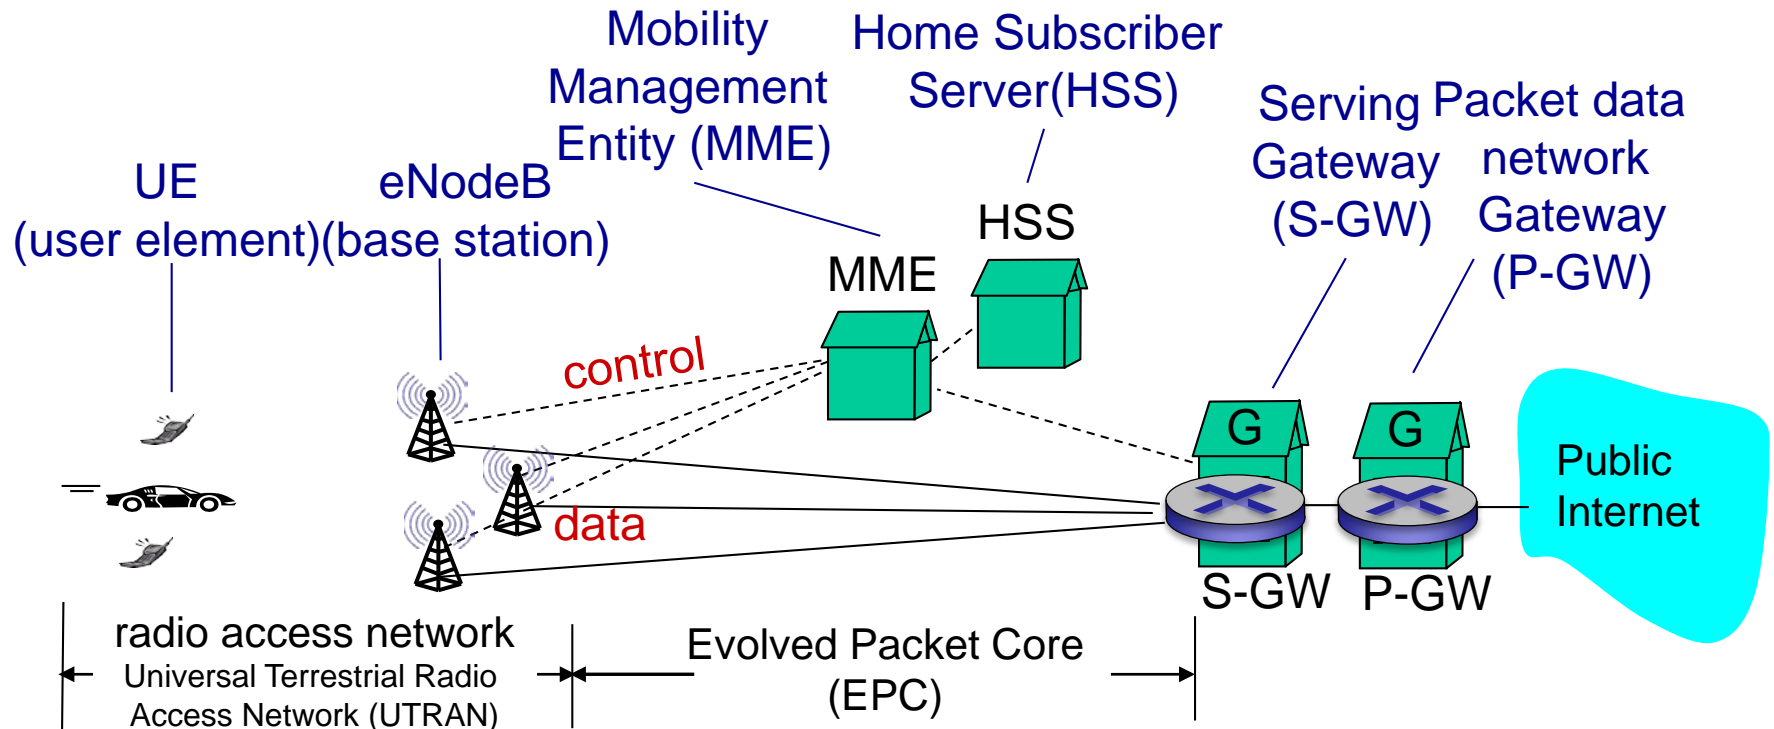 Mobility
Management
Entity (MME)
Home Subscriber
Server(HSS)
Serving
Gateway
(S-GW)
Packet data
network
Gateway
(P-GW)
UE
(user element)
eNodeB
(base station)
HSS
MME
control
data
G
G
Public
Internet
S-GW
P-GW
radio access network
Universal Terrestrial Radio
Access Network (UTRAN)
Evolved Packet Core
(EPC)